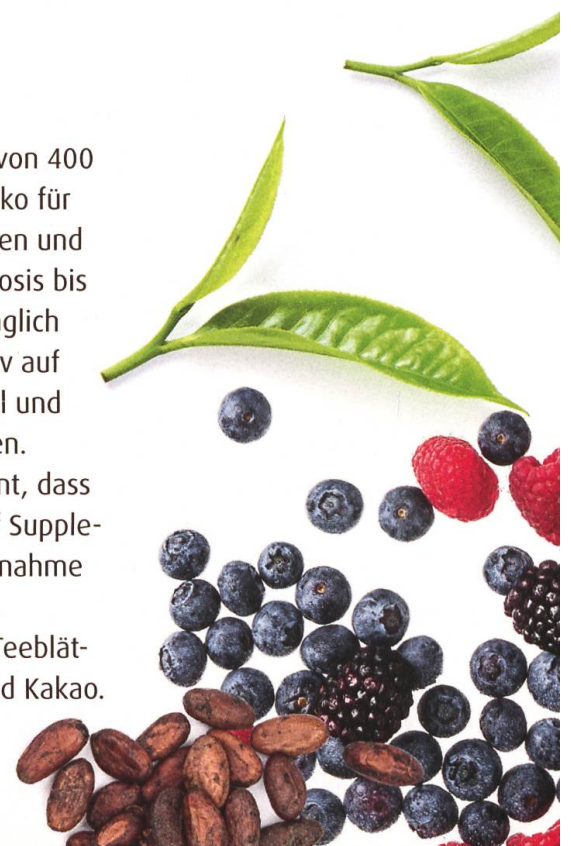 von 400
ko für
en und
osis bis
glich
v auf
l und
en.
nt, dass
Supple-
nahme
Teeblät-
d Kakao.